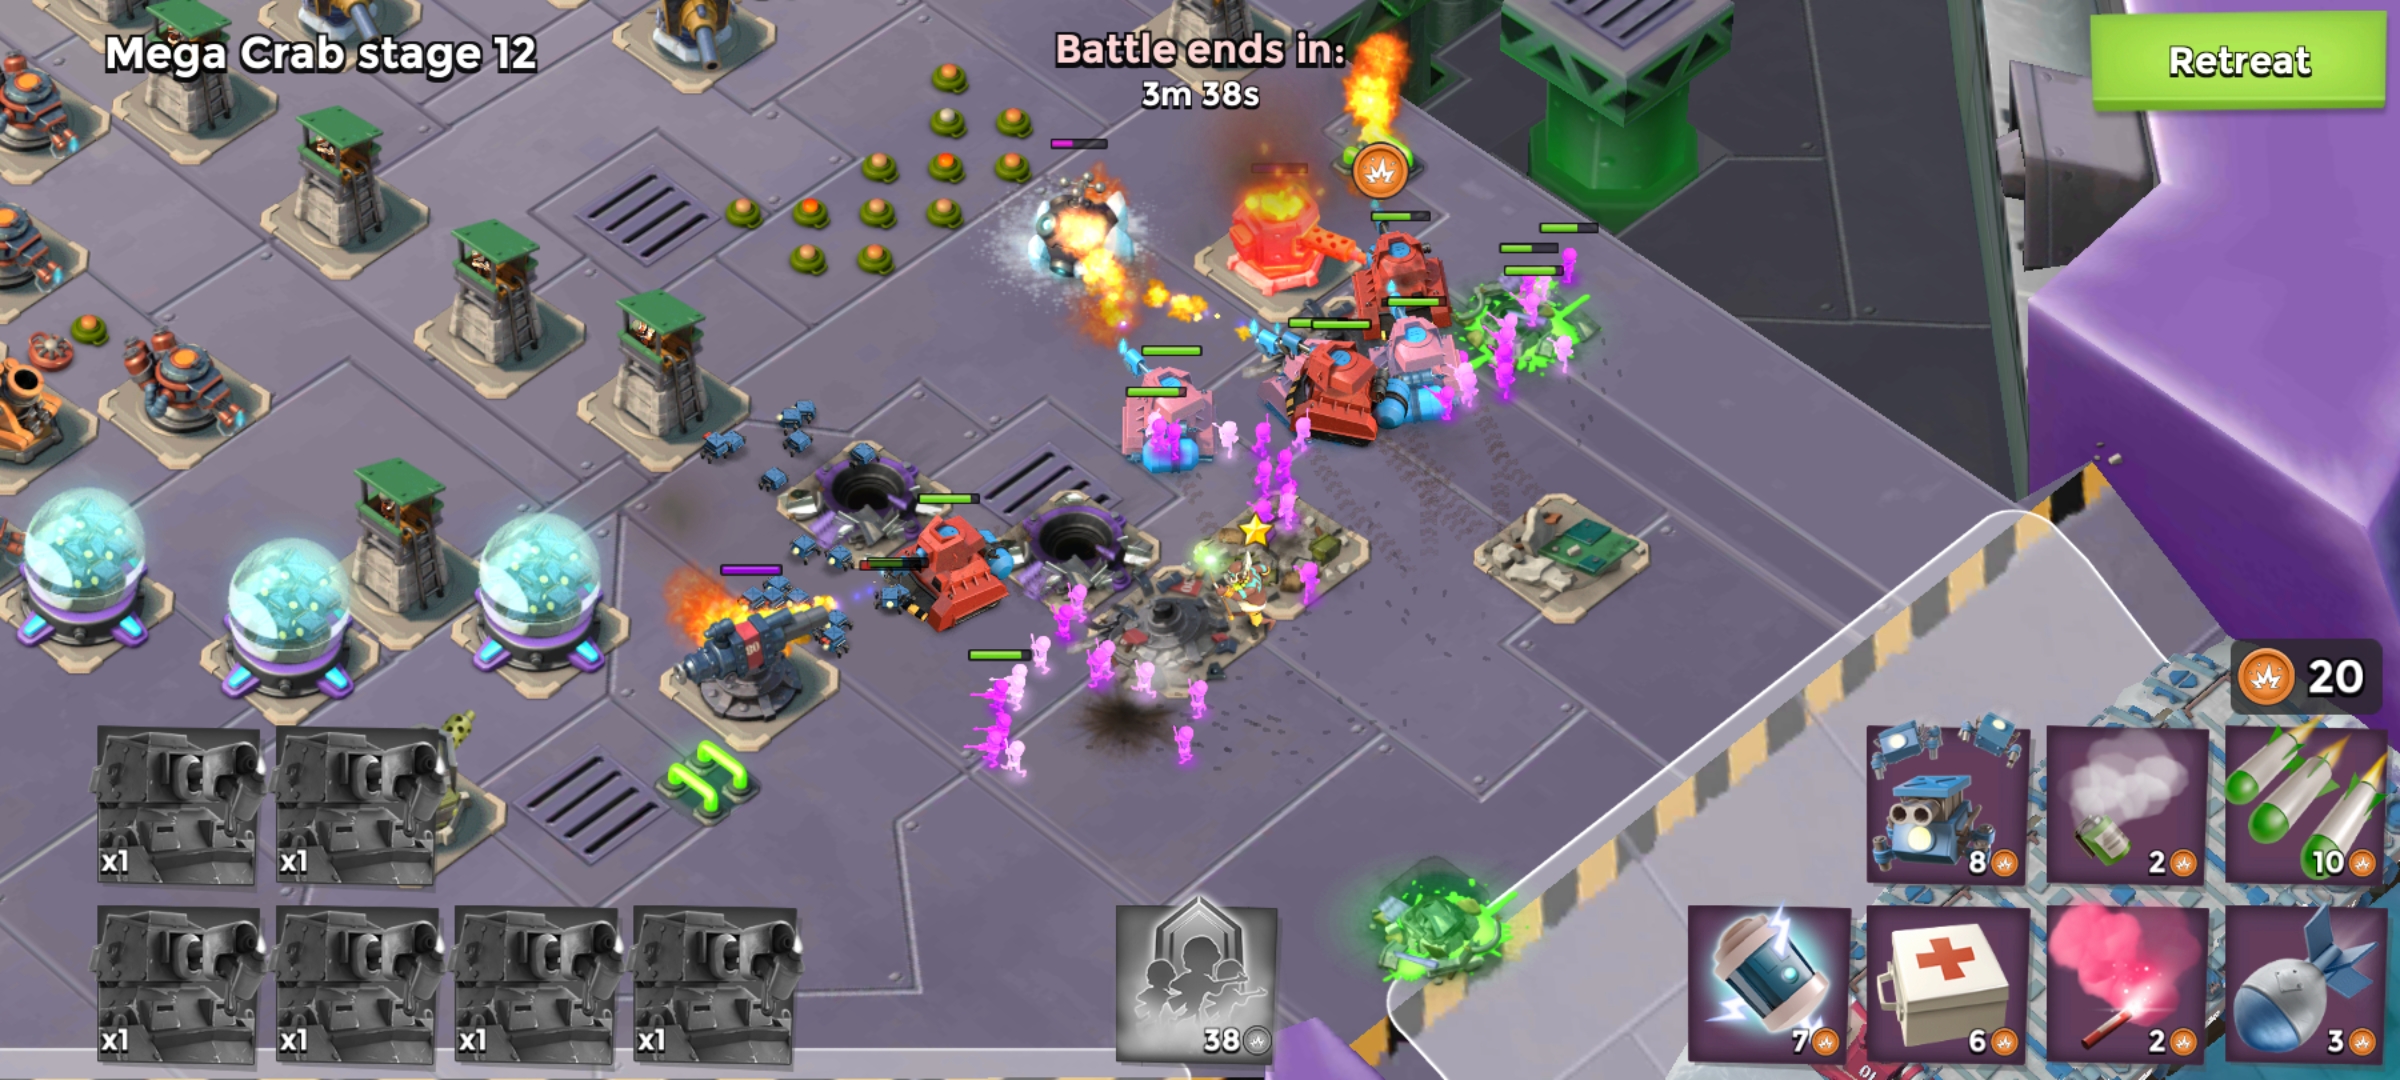 Mega Crab stage 12
Battle ends in:
3m 38s
Retreat
20
8
2
10
x1
x1
x1
x1
x1
x1
38
7
6
2
3